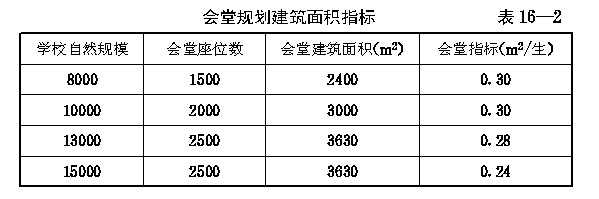 会堂规划建筑面积指标 表 16—2
学校自然规模 会堂座位数 会堂建筑面积(m²) 会堂指标(m²/生)
8000 1500 2400 0.30
10000 2000 3000 0.30
13000 2500 3630 0.28
15000 2500 3630 0.24